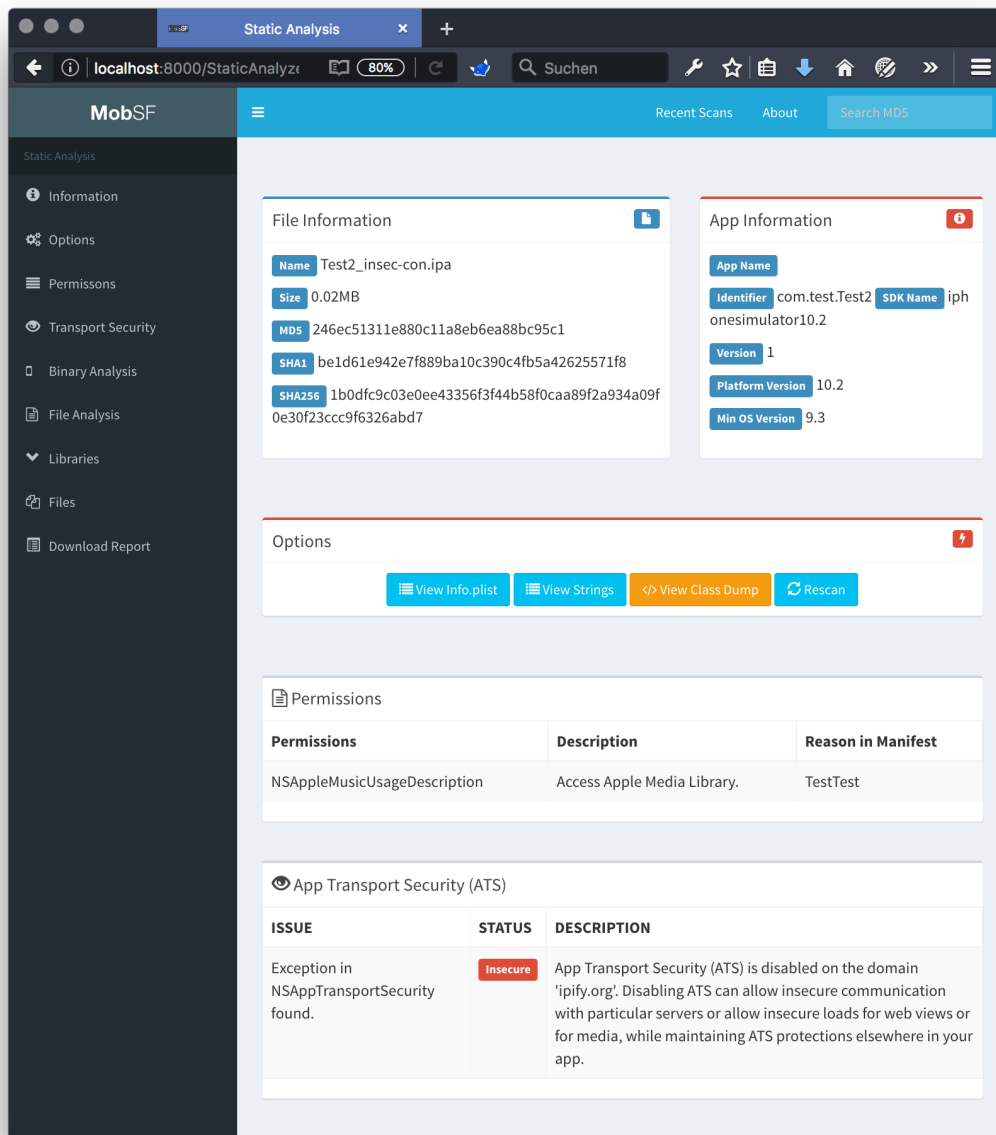 Static Analysis
localhost:8000/StaticAnalyze
80%
Suchen
MobSF
Recent Scans
About
Search MD5
Static Analysis
Information
Options
Permissons
Transport Security
Binary Analysis
File Analysis
Libraries
Files
Download Report
File Information
Name Test2_insec-con.ipa
Size 0.02MB
MD5 246ec51311e880c11a8eb6ea88bc95c1
SHA1 be1d61e942e7f889ba10c390c4fb5a42625571f8
SHA256 1b0dfc9c03e0ee43356f3f44b58f0caa89f2a934a09f
0e30f23ccc9f6326abd7
App Information
App Name
Identifier com.test.Test2 SDK Name iph
onesimulator10.2
Version 1
Platform Version 10.2
Min OS Version 9.3
Options
View Info.plist
View Strings
</> View Class Dump
Rescan
Permissions
Permissions Description Reason in Manifest
NSAppleMusicUsageDescription Access Apple Media Library. TestTest
App Transport Security (ATS)
ISSUE STATUS DESCRIPTION
Exception in
NSAppTransportSecurity
found.
Insecure
App Transport Security (ATS) is disabled on the domain
'ipify.org'. Disabling ATS can allow insecure communication
with particular servers or allow insecure loads for web views or
for media, while maintaining ATS protections elsewhere in your
app.